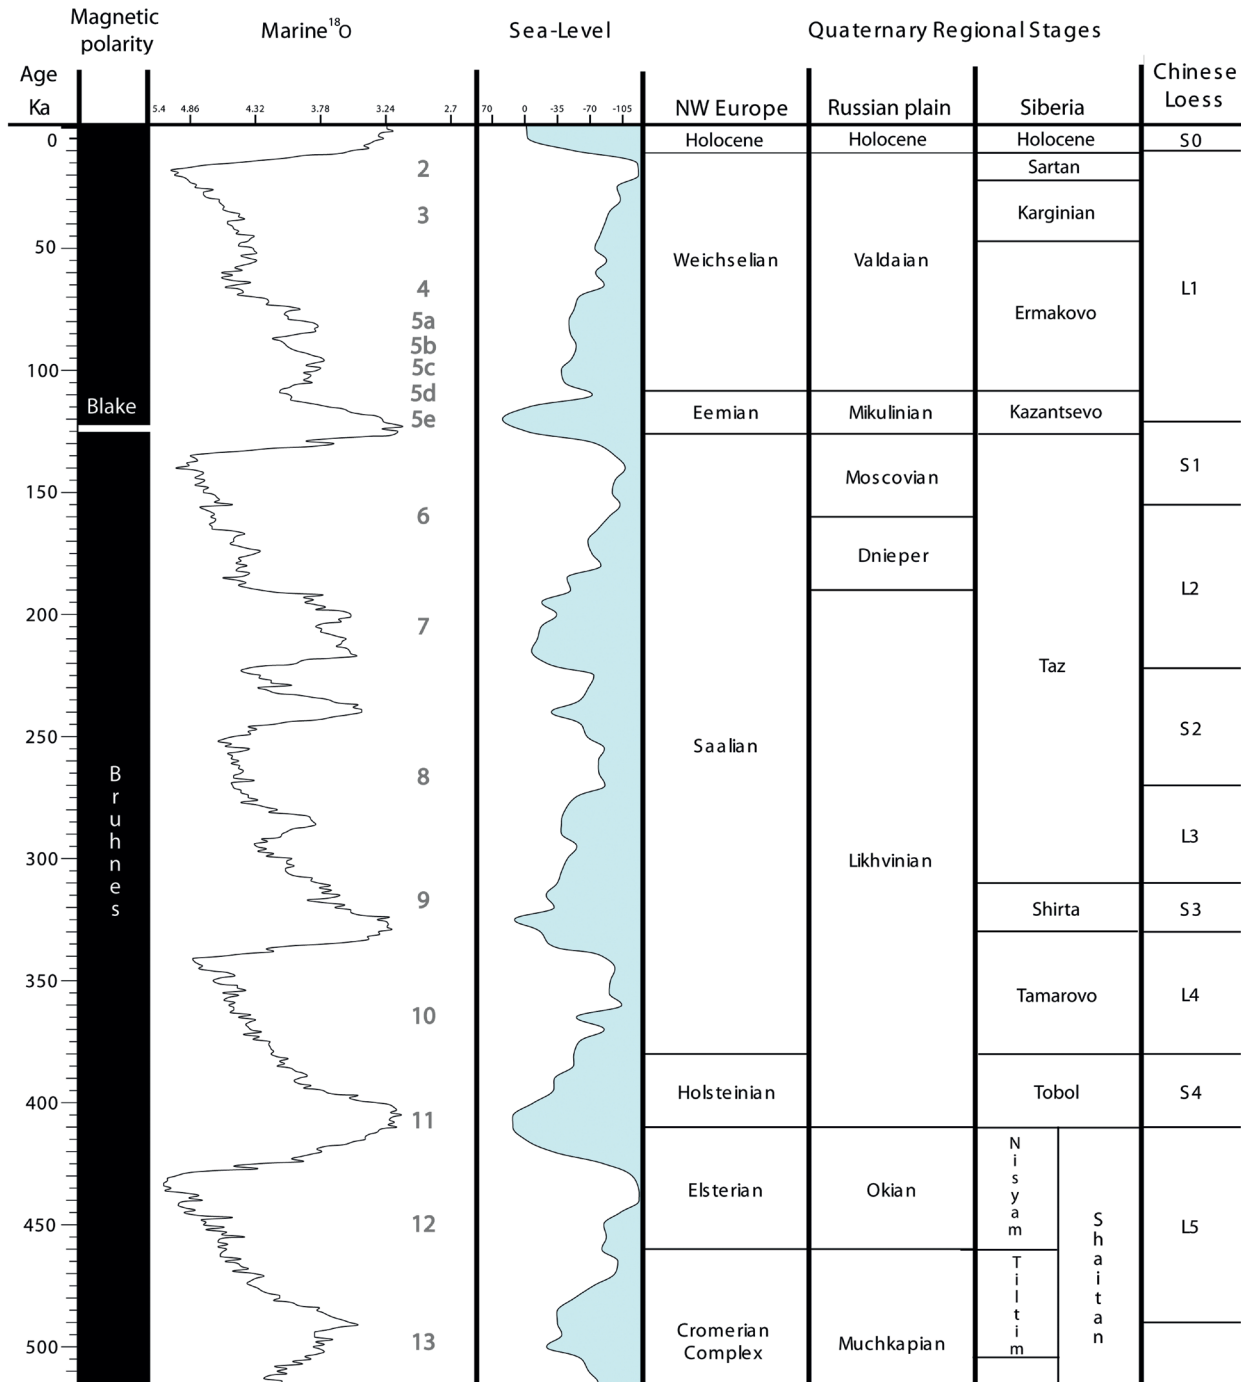 Magnetic
polarity
Marine¹⁸O
Sea-Level
Quaternary Regional Stages
Age
Ka
Chinese
Loess
5.4 4.86 4.32 3.78 3.24 2.7
70 0 -35 -70 -105
NW Europe
Russian plain
Siberia
0
50
100
150
200
250
300
350
400
450
500
Blake
Bruhnes
2
3
4
5a
5b
5c
5d
5e
6
7
8
9
10
11
12
13
Holocene
Weichselian
Eemian
Saalian
Holsteinian
Elsterian
Cromerian
Complex
Holocene
Valdaian
Mikulinian
Moscovian
Dnieper
Likhvinian
Okian
Muchkapian
Holocene
Sartan
Karginian
Ermakovo
Kazantsevo
Taz
Shirta
Tamarovo
Tobol
Nisyam
Tiltim
Shaitan
S0
L1
S1
L2
S2
L3
S3
L4
S4
L5